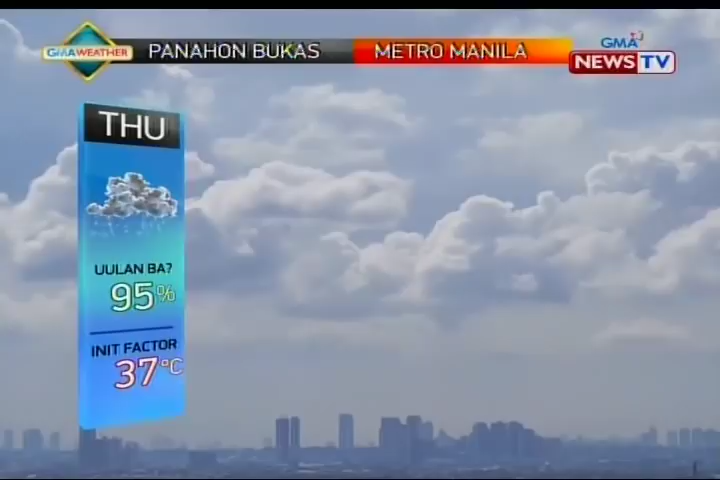 GMA WEATHER
PANAHON BUKAS
METRO MANILA
GMA
NEWS TV
THU
UULAN BA?
95%
INIT FACTOR
37°C